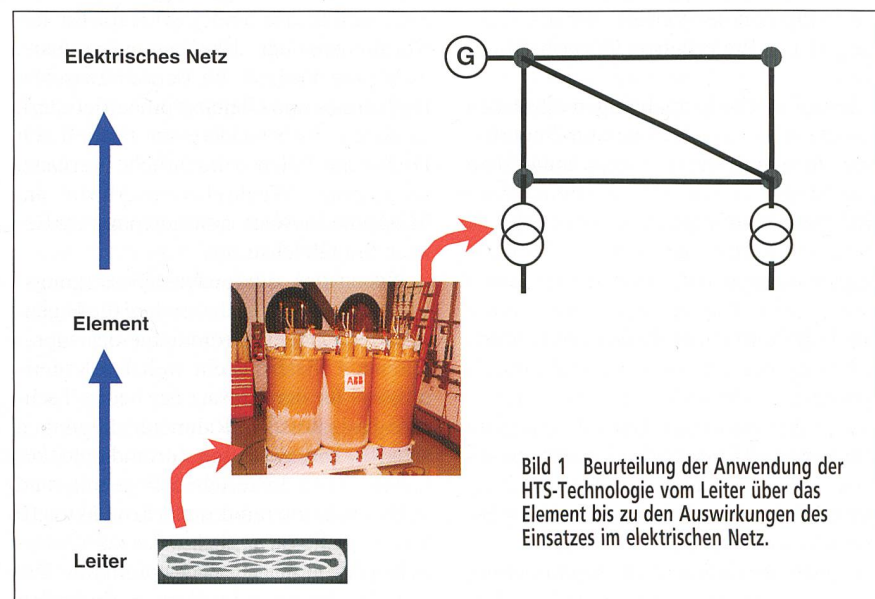 Elektrisches Netz
G
Element
ABB
Leiter
Bild 1 Beurteilung der Anwendung der
HTS-Technologie vom Leiter über das
Element bis zu den Auswirkungen des
Einsatzes im elektrischen Netz.